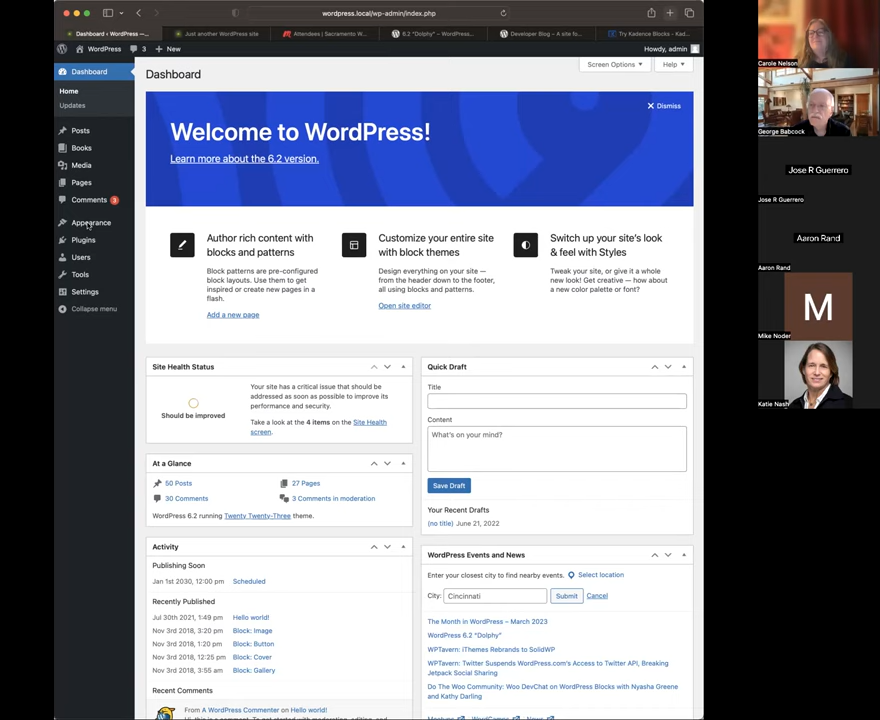 wordpress.local/wp-admin/index.php
Dashboard ‹ WordPress —...
Just another WordPress site
Attendees | Sacramento W...
6.2 "Dolphy" – WordPress...
Developer Blog – A site fo...
Try Kadence Blocks - Kad...
WordPress
3
+ New
Howdy, admin
Dashboard
Home
Updates
Posts
Books
Media
Pages
Comments 3
Appearance
Plugins
Users
Tools
Settings
Collapse menu
Dashboard
Screen Options ▼
Help ▼
Dismiss
Welcome to WordPress!
Learn more about the 6.2 version.
Author rich content with
blocks and patterns
Block patterns are pre-configured
block layouts. Use them to get
inspired or create new pages in a
flash.
Add a new page
Customize your entire site
with block themes
Design everything on your site —
from the header down to the footer,
all using blocks and patterns.
Open site editor
Switch up your site's look
& feel with Styles
Tweak your site, or give it a whole
new look! Get creative — how about
a new color palette or font?
Site Health Status
Should be improved
Your site has a critical issue that should be
addressed as soon as possible to improve its
performance and security.
Take a look at the 4 items on the Site Health
screen.
At a Glance
50 Posts
27 Pages
30 Comments
3 Comments in moderation
WordPress 6.2 running Twenty Twenty-Three theme.
Activity
Publishing Soon
Jan 1st 2030, 12:00 pm Scheduled
Recently Published
Jul 30th 2021, 1:49 pm Hello world!
Nov 3rd 2018, 3:20 pm Block: Image
Nov 3rd 2018, 1:20 pm Block: Button
Nov 3rd 2018, 12:25 pm Block: Cover
Nov 3rd 2018, 3:55 am Block: Gallery
Recent Comments
From A WordPress Commenter on Hello world!
Quick Draft
Title
Content
What's on your mind?
Save Draft
Your Recent Drafts
(no title) June 21, 2022
WordPress Events and News
Enter your closest city to find nearby events. Select location
City: Cincinnati Submit Cancel
The Month in WordPress – March 2023
WordPress 6.2 "Dolphy"
WPTavern: iThemes Rebrands to SolidWP
WPTavern: Twitter Suspends WordPress.com's Access to Twitter API, Breaking
Jetpack Social Sharing
Do The Woo Community: Woo DevChat on WordPress Blocks with Nyasha Greene
and Kathy Darling
Meetups WordCamps News
Carole Nelson
George Babcock
Jose R Guerrero
Jose R Guerrero
Aaron Rand
Aaron Rand
M
Mike Noder
Katie Nash